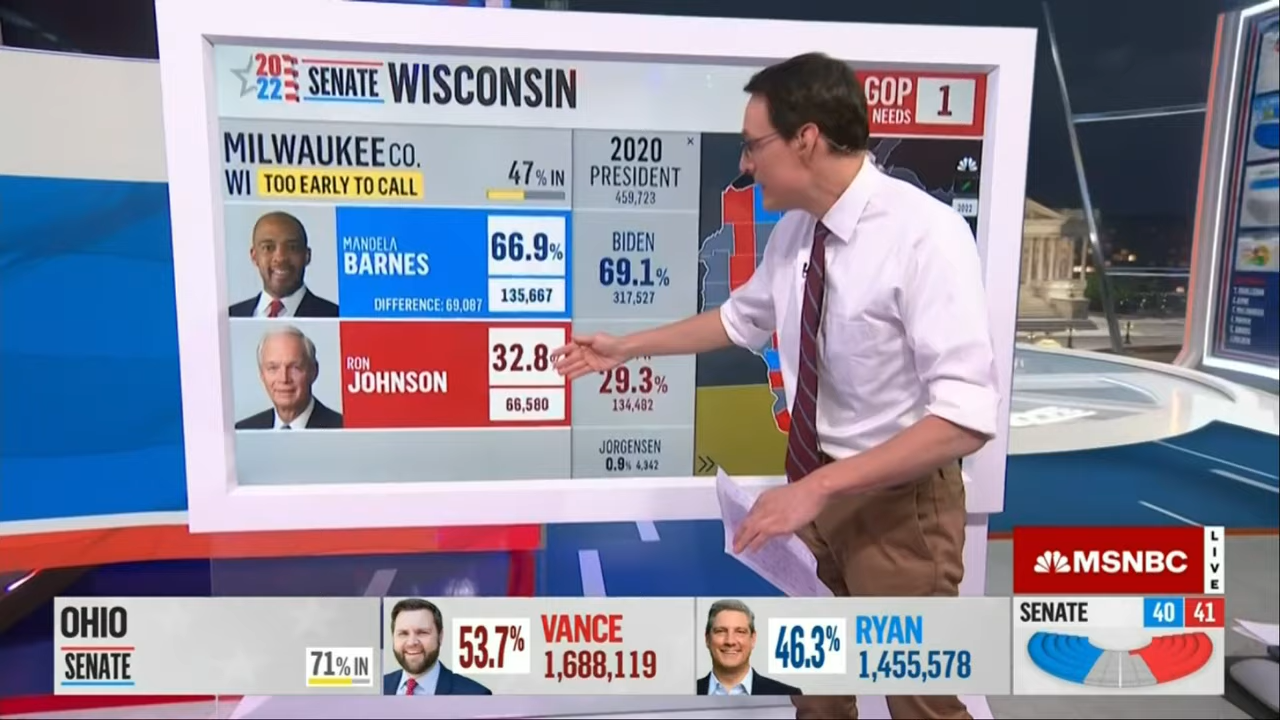 2022 SENATE WISCONSIN
GOP NEEDS 1
MILWAUKEE CO.
WI TOO EARLY TO CALL
47% IN
MANDELA
BARNES
66.9%
DIFFERENCE: 69,087
135,667
RON
JOHNSON
32.8
66,580
×
2020
PRESIDENT
459,723
BIDEN
69.1%
317,527
29.3%
134,482
JORGENSEN
0.9% 4,342
»
2022
MSNBC
LIVE
OHIO
SENATE
71% IN
53.7%
VANCE
1,688,119
46.3%
RYAN
1,455,578
SENATE 40 41